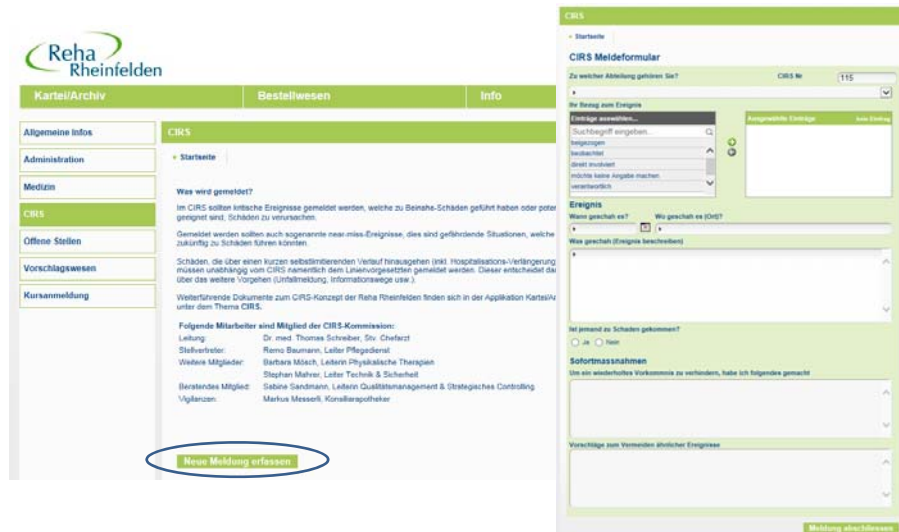 Reha
Rheinfelden
Kartei/Archiv
Bestellwesen
Info
Allgemeine Infos
Administration
Medizin
CIRS
Offene Stellen
Vorschlagswesen
Kursanmeldung
CIRS
Startseite
Was wird gemeldet?
Im CIRS sollten kritische Ereignisse gemeldet werden, welche zu Beinahe-Schäden geführt haben oder poten
geeignet sind, Schäden zu verursachen.
Gemeldet werden sollten auch sogenannte near-miss-Ereignisse, dies sind gefährdende Situationen, welche
zukünftig zu Schäden führen könnten.
Schäden, die über einen kurzen selbstlimitierenden Verlauf hinausgehen (inkl. Hospitalisations-Verlängerung
müssen unabhängig vom CIRS namentlich dem Linienvorgesetzten gemeldet werden. Dieser entscheidet da
über das weitere Vorgehen (Unfallmeldung, Informationswege usw.).
Weiterführende Dokumente zum CIRS-Konzept der Reha Rheinfelden finden sich in der Applikation Kartei/Ar
unter dem Thema CIRS.
Folgende Mitarbeiter sind Mitglied der CIRS-Kommission:
Leitung: Dr. med. Thomas Schreiber, Stv. Chefarzt
Stellvertreter: Remo Baumann, Leiter Pflegedienst
Weitere Mitglieder: Barbara Mösch, Leiterin Physikalische Therapien
Stephan Mahrer, Leiter Technik & Sicherheit
Beratendes Mitglied: Sabine Sandmann, Leiterin Qualitätsmanagement & Strategisches Controlling
Vigilanzen: Markus Messerli, Konsiliarapotheker
Neue Meldung erfassen
CIRS
Startseite
CIRS Meldeformular
Zu welcher Abteilung gehören Sie?
CIRS Nr
115
Ihr Bezug zum Ereignis
Einträge auswählen...
Ausgewählte Einträge
kein Eintrag
Suchbegriff eingeben...
beigezogen
beobachtet
direkt involviert
möchte keine Angabe machen
verantwortlich
Ereignis
Wann geschah es? Wo geschah es (Ort)?
Was geschah (Ereignis beschreiben)
Ist jemand zu Schaden gekommen?
Ja Nein
Sofortmassnahmen
Um ein wiederholtes Vorkommnis zu verhindern, habe ich folgendes gemacht
Vorschläge zum Vermeiden ähnlicher Ereignisse
Meldung abschliessen